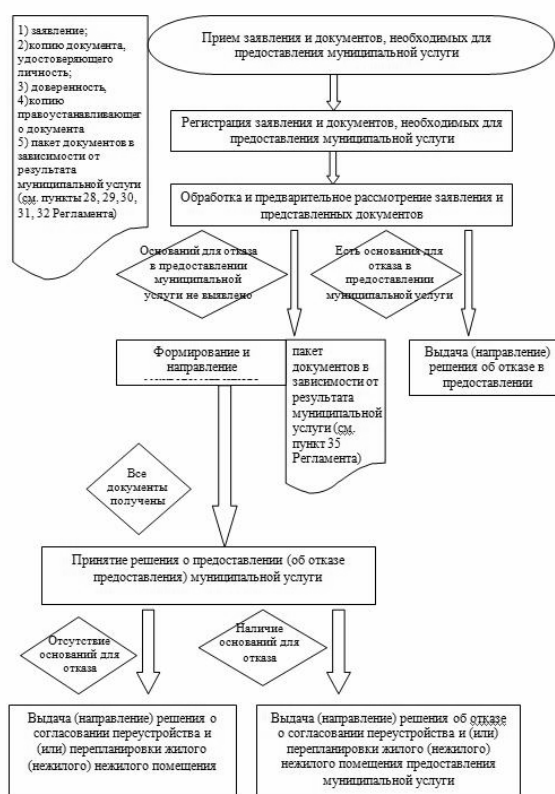 1) заявление;
2)копию документа,
удостоверяющего
личность;
3) доверенность,
4)копию
правоустанавливающег
о документа
5) пакет документов в
зависимости от
результата
муниципальной услуги
(см. пункты 28, 29, 30,
31, 32 Регламента)
Прием заявления и документов, необходимых для
предоставления муниципальной услуги
Регистрация заявления и документов, необходимых для
предоставления муниципальной услуги
Обработка и предварительное рассмотрение заявления и
представленных документов
Оснований для отказа
в предоставлении
муниципальной
услуги не выявлено
Есть основания для
отказа в
предоставлении
муниципальной услуги
Формирование и
направление
пакет
документов в
зависимости от
результата
муниципальной
услуги (см.
пункт 35
Регламента)
Выдача (направление)
решения об отказе в
предоставлении
Все
документы
получены
Принятие решения о предоставлении (об отказе
предоставления) муниципальной услуги
Отсутствие
оснований для
отказа
Наличие
оснований для
отказа
Выдача (направление) решения о
согласовании переустройства и
(или) перепланировки жилого
(нежилого) нежилого помещения
Выдача (направление) решения об отказе
о согласовании переустройства и (или)
перепланировки жилого (нежилого)
нежилого помещения предоставления
муниципальной услуги